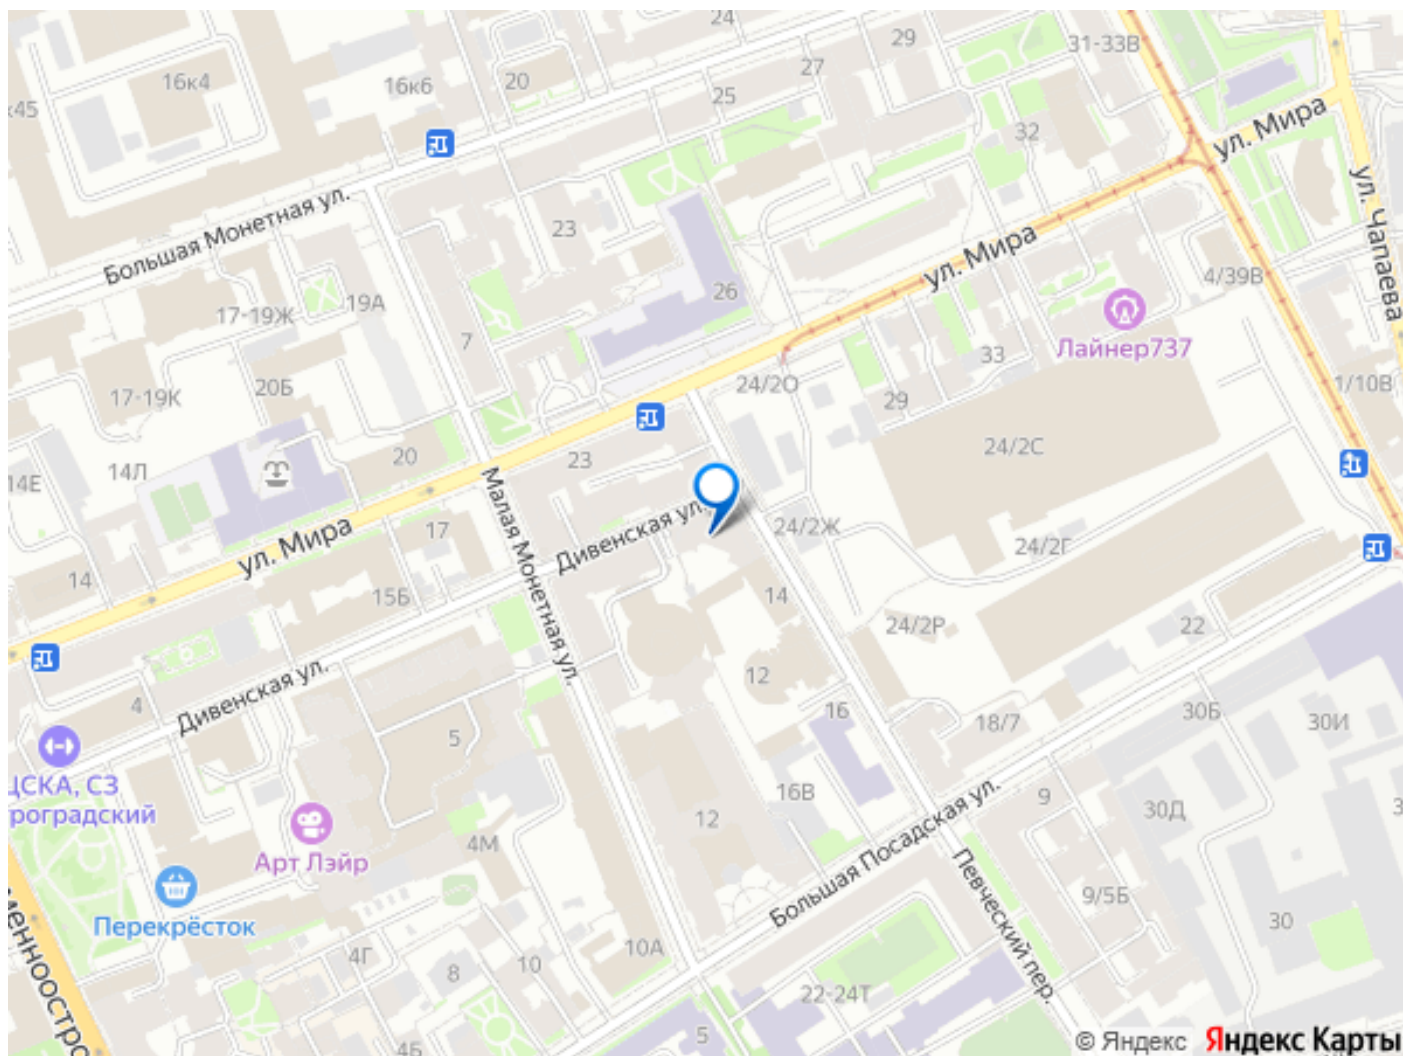 24
29
31-33В
16к4
16к6
20
27
25
к45
32
ул. Мира
ул. Чапаева
Большая Монетная ул.
23
ул. Мира
4/39В
26
19А
17-19Ж
7
Лайнер737
33
17-19К
20Б
24/2О
1/10В
29
24/2С
23
20
14Л
14Е
Малая Монетная ул.
Дивенская ул.
24/2Ж
24/2Г
17
ул. Мира
14
15Б
14
24/2Р
22
12
4
Дивенская ул.
16
18/7
30Б
30И
5
ЦСКА, СЗ
роградский
16В
9
30Д
12
4М
Арт Лэйр
Большая Посадская ул.
Певческий пер.
9/5Б
30
Перекрёсток
4Г
8
10
10А
22-24Т
5
4Б
менноостро
© Яндекс Яндекс Карты